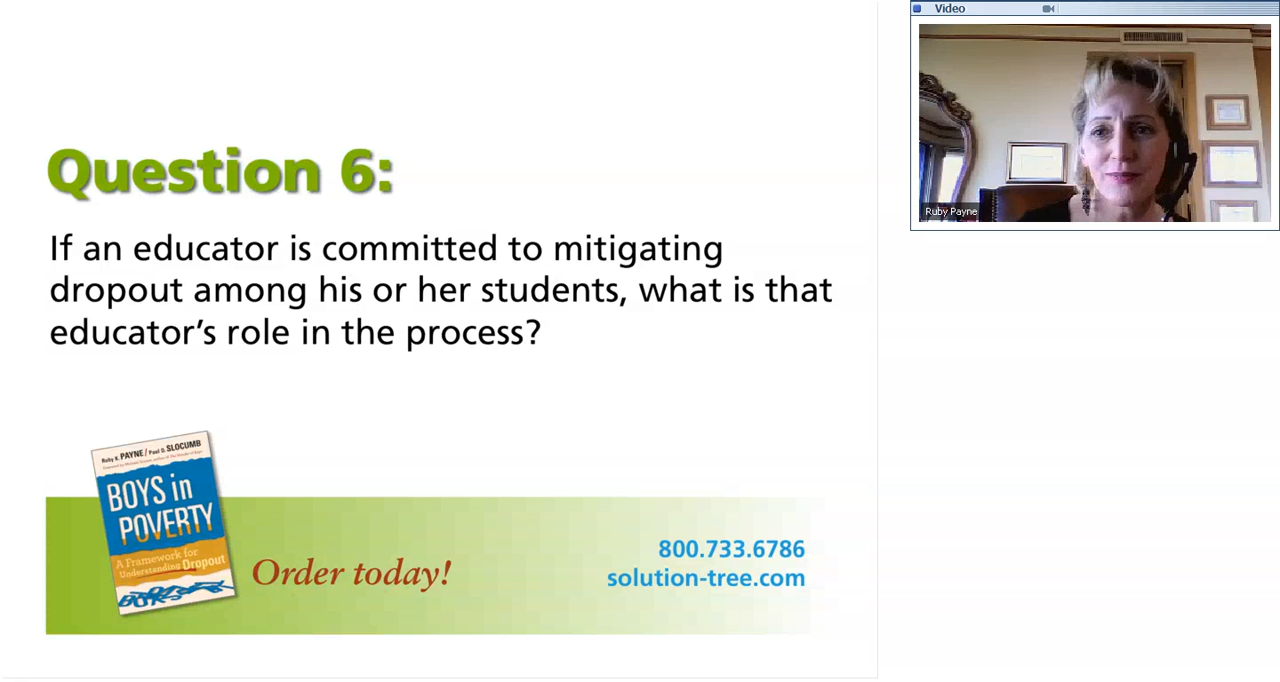 Question 6:
If an educator is committed to mitigating
dropout among his or her students, what is that
educator's role in the process?
Ruby K. PAYNE / Paul D. SLOCUMB
BOYS in
POVERTY
A Framework for
Understanding Dropout
Order today!
800.733.6786
solution-tree.com
Video
Ruby Payne